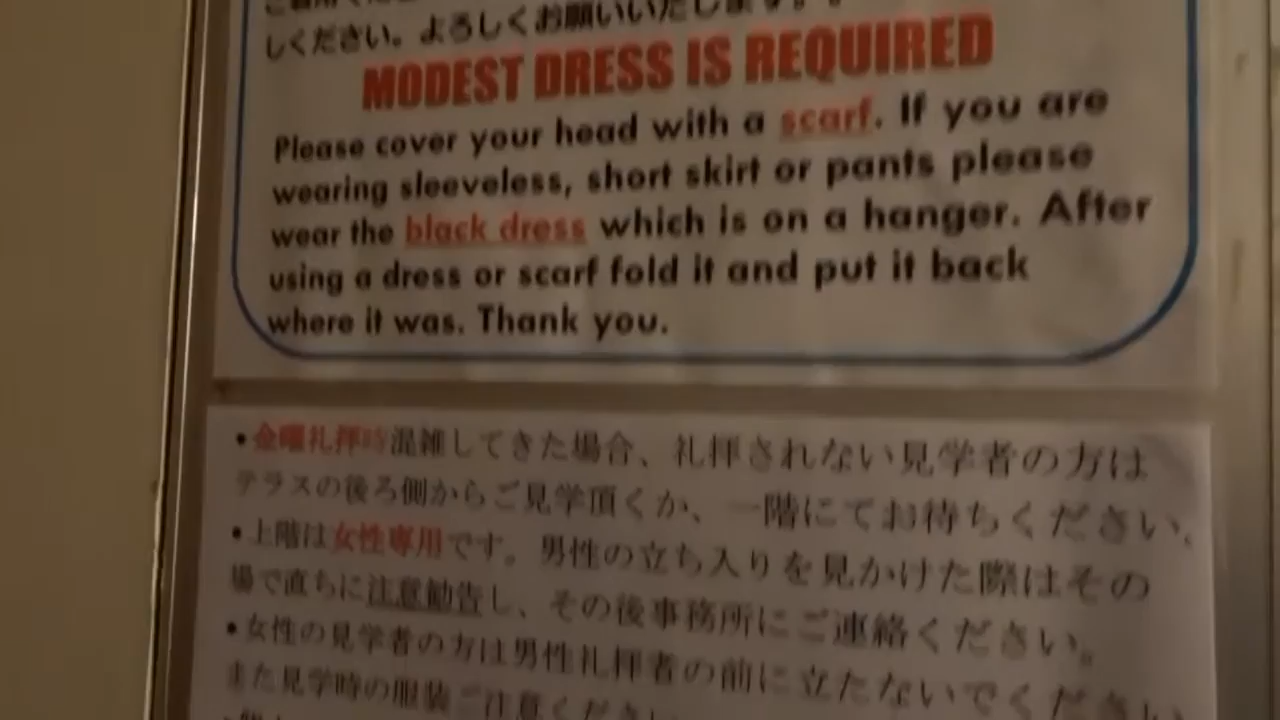 しください。よろしくお願いいたします。
MODEST DRESS IS REQUIRED
Please cover your head with a scarf. If you are
wearing sleeveless, short skirt or pants please
wear the black dress which is on a hanger. After
using a dress or scarf fold it and put it back
where it was. Thank you.
•金曜礼拝時混雑してきた場合、礼拝されない見学者の方は
テラスの後ろ側からご見学頂くか、一階にてお待ちください。
•上階は女性専用です。男性の立ち入りを見かけた際はその
場で直ちに注意勧告し、その後事務所にご連絡ください。
•女性の見学者の方は男性礼拝者の前に立たないでください
また見学時の服装ご注意ください